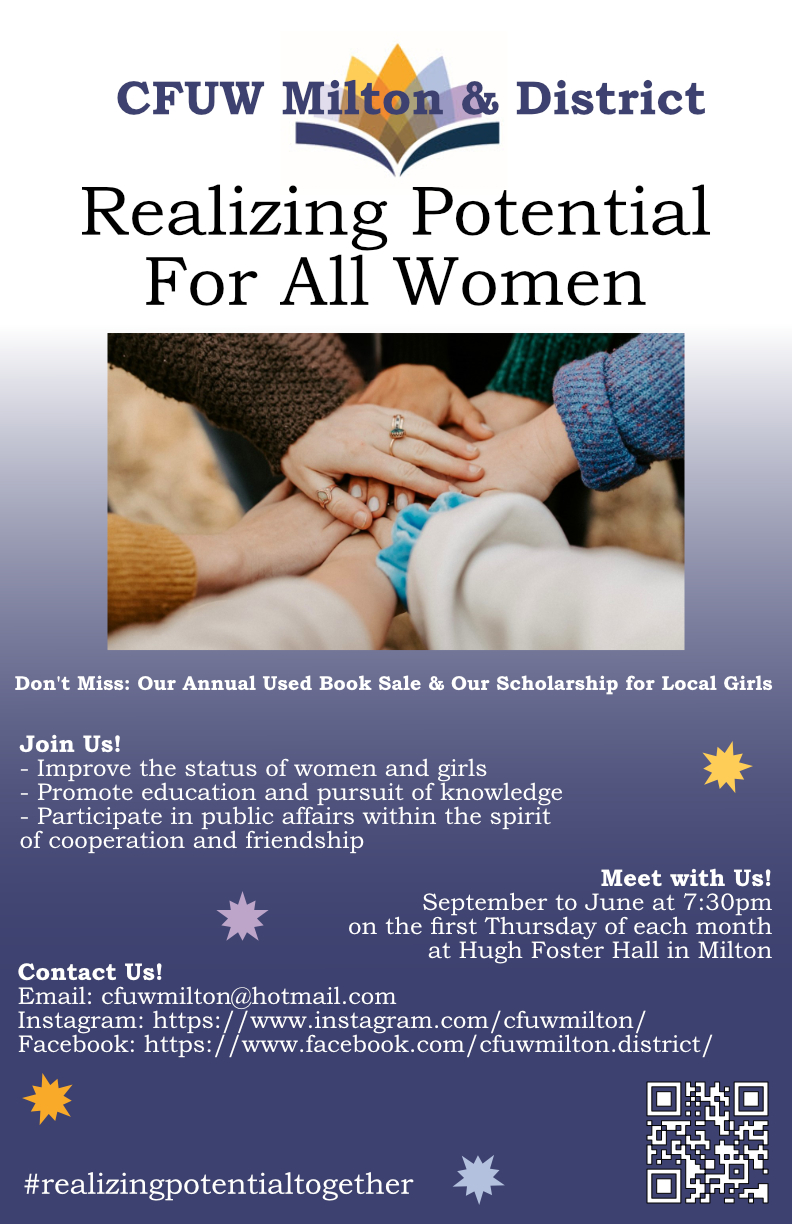 CFUW Milton & District
Realizing Potential
For All Women
Don't Miss: Our Annual Used Book Sale & Our Scholarship for Local Girls
Join Us!
- Improve the status of women and girls
- Promote education and pursuit of knowledge
- Participate in public affairs within the spirit
of cooperation and friendship
Meet with Us!
September to June at 7:30pm
on the first Thursday of each month
at Hugh Foster Hall in Milton
Contact Us!
Email: cfuwmilton@hotmail.com
Instagram: https://www.instagram.com/cfuwmilton/
Facebook: https://www.facebook.com/cfuwmilton.district/
#realizingpotentialtogether